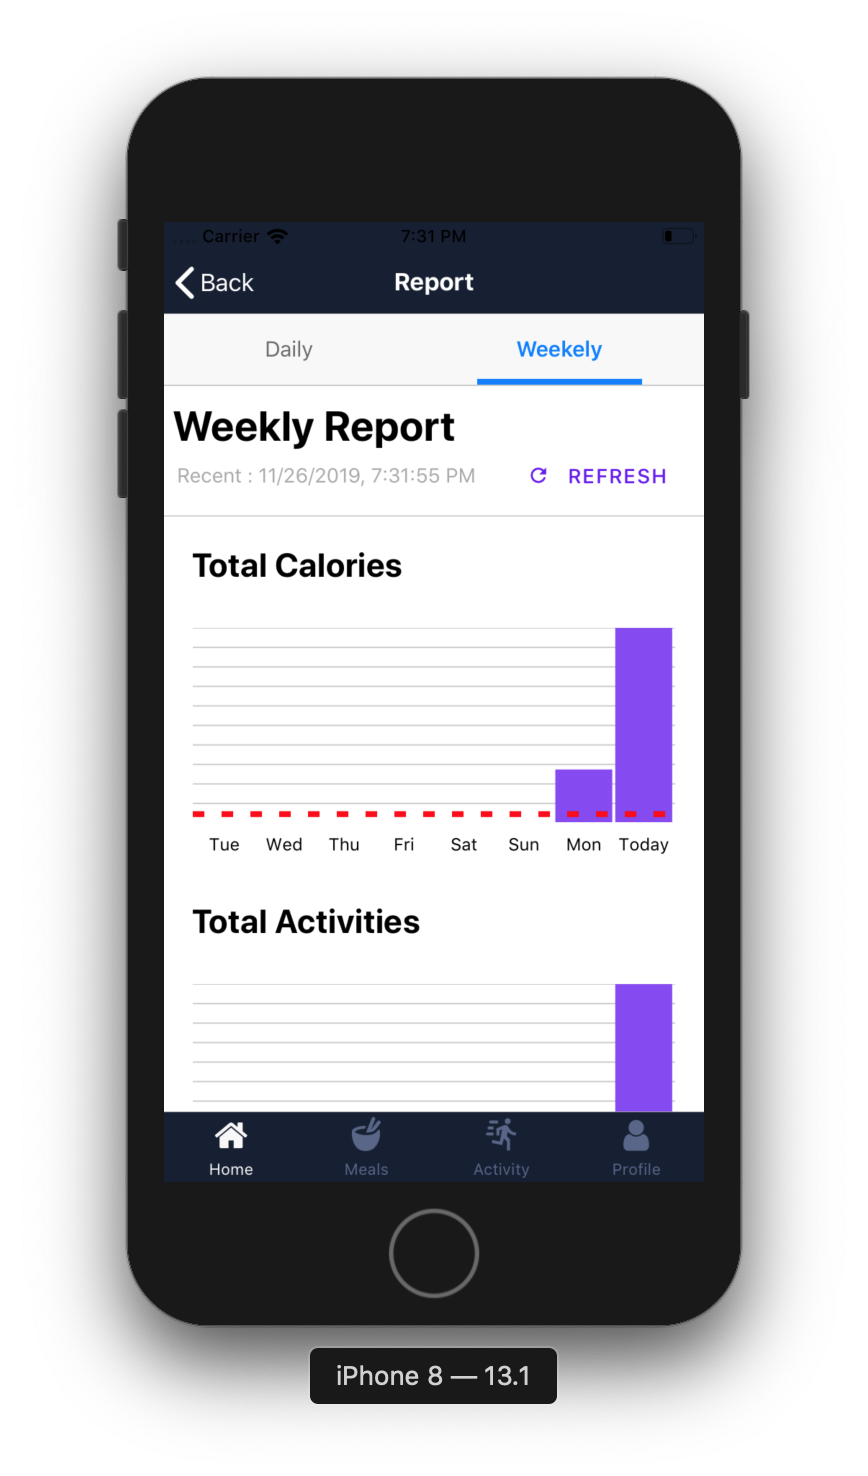 Carrier 7:31 PM
Back Report
Daily Weekely
Weekly Report
Recent : 11/26/2019, 7:31:55 PM REFRESH
Total Calories
Tue Wed Thu Fri Sat Sun Mon Today
Total Activities
Home Meals Activity Profile
iPhone 8 — 13.1